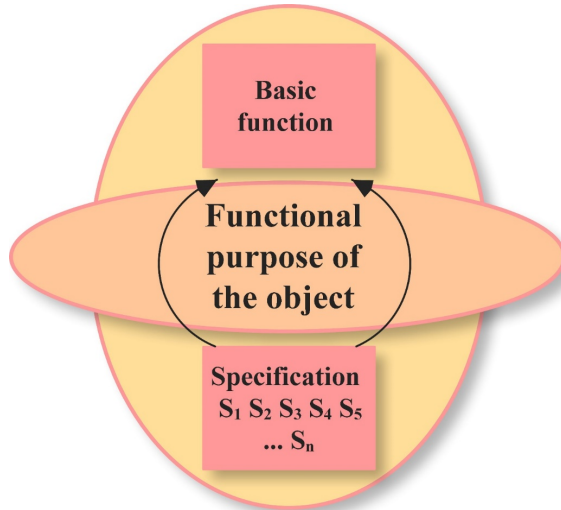 Basic
function
Functional
purpose of
the object
Specification
S₁ S₂ S₃ S₄ S₅
... Sₙ